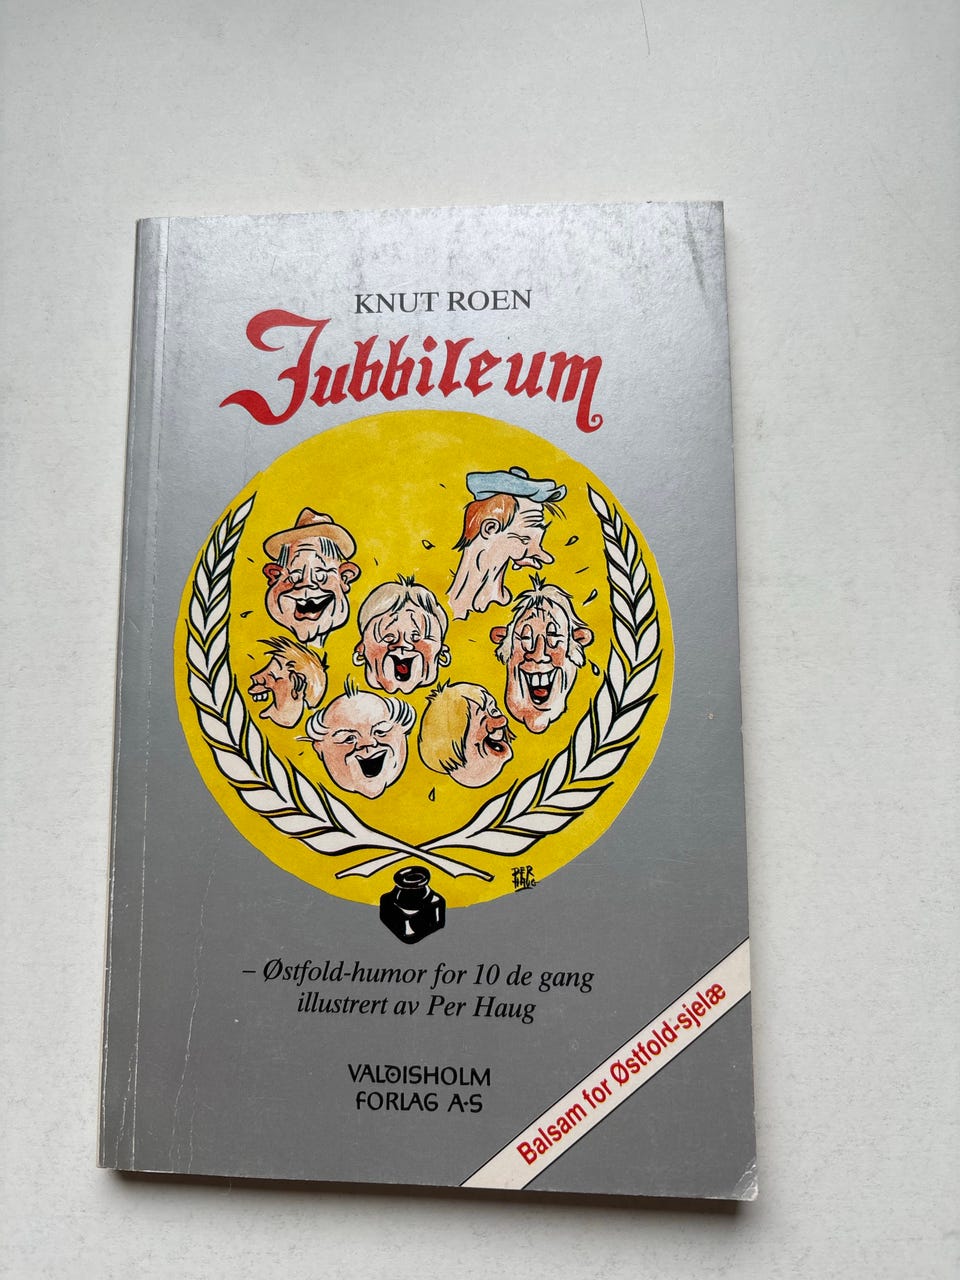 KNUT ROEN
Jubbileum
PER
HAUG
– Østfold-humor for 10 de gang
illustrert av Per Haug
VALDISHOLM
FORLAG A·S
Balsam for Østfold-sjelæ